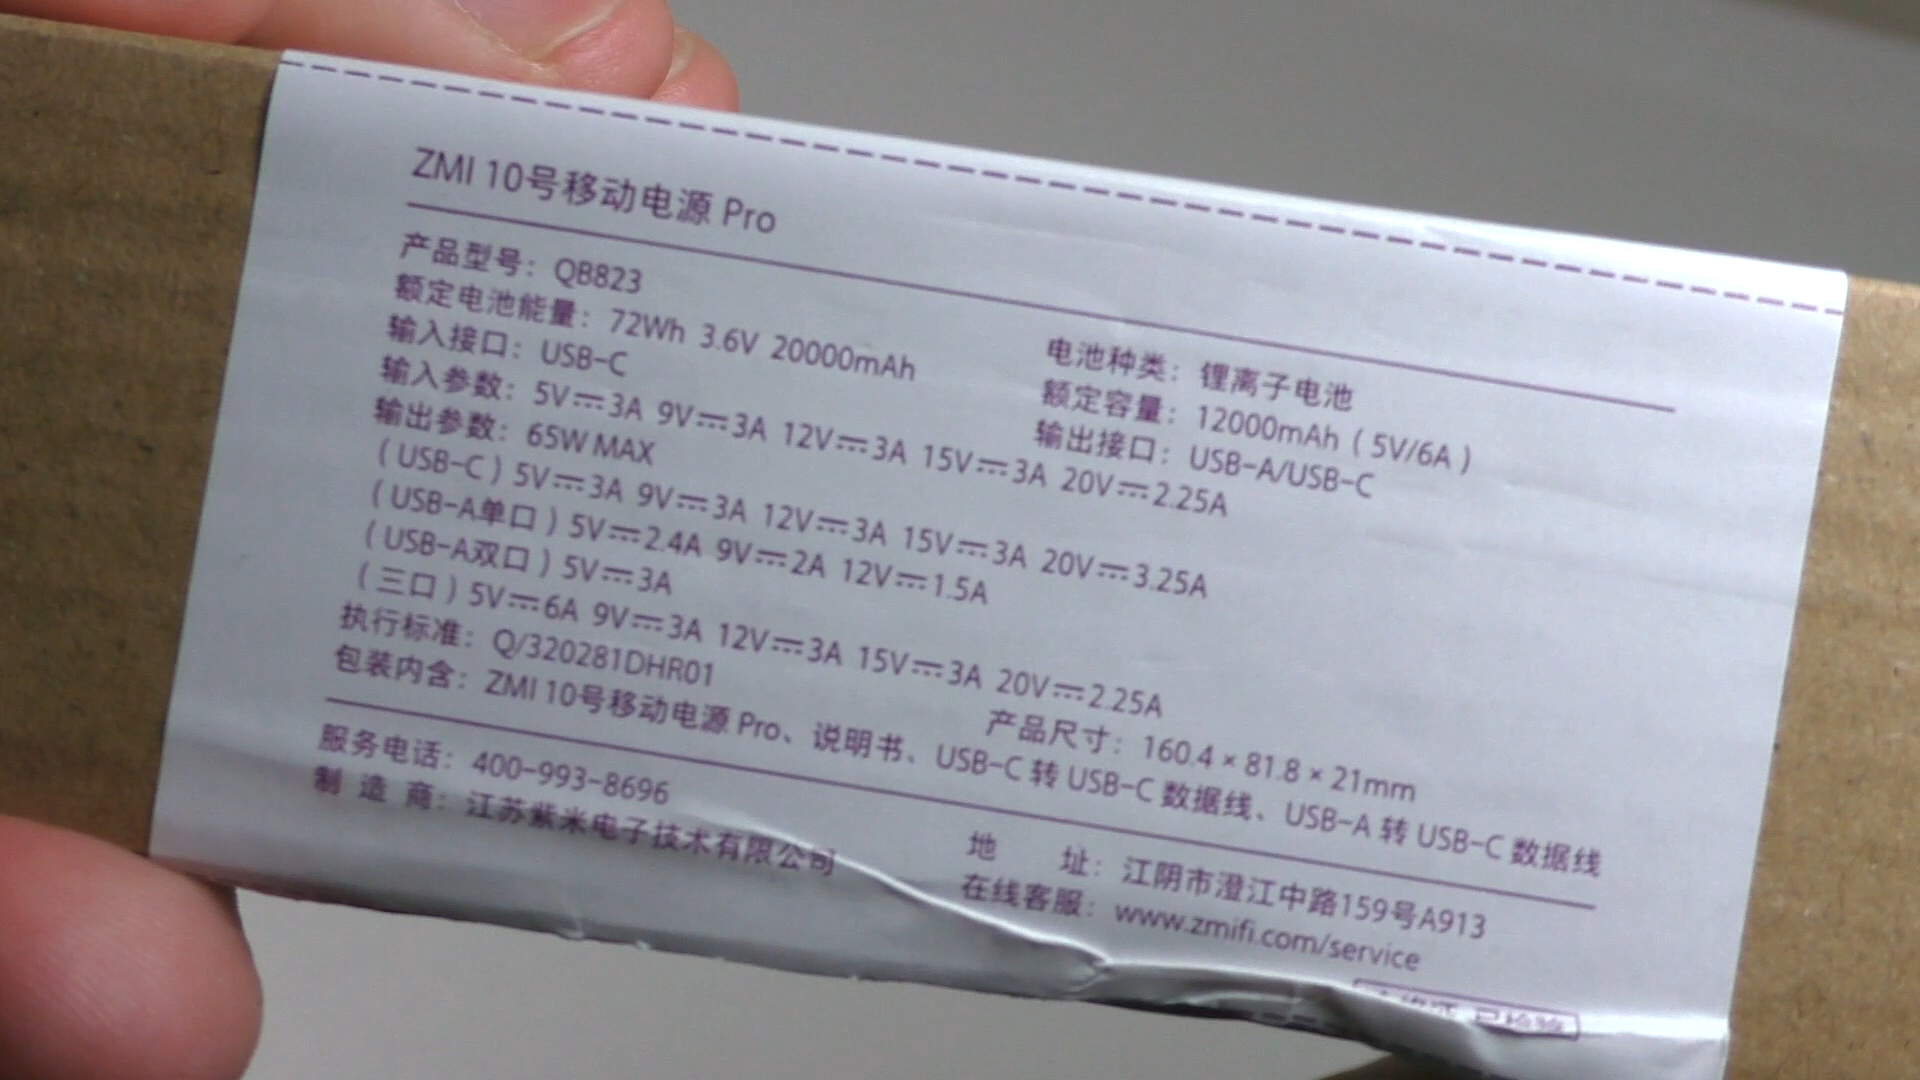 ZMI 10号移动电源 Pro
产品型号：QB823
额定电池能量：72Wh 3.6V 20000mAh
电池种类：锂离子电池
输入接口：USB-C
额定容量：12000mAh（5V/6A）
输入参数：5V⎓3A 9V⎓3A 12V⎓3A 15V⎓3A 20V⎓2.25A
输出接口：USB-A/USB-C
输出参数：65W MAX
（USB-C）5V⎓3A 9V⎓3A 12V⎓3A 15V⎓3A 20V⎓3.25A
（USB-A单口）5V⎓2.4A 9V⎓2A 12V⎓1.5A
（USB-A双口）5V⎓3A
（三口）5V⎓6A 9V⎓3A 12V⎓3A 15V⎓3A 20V⎓2.25A
执行标准：Q/320281DHR01
产品尺寸：160.4 × 81.8 × 21mm
包装内含：ZMI 10号移动电源 Pro、说明书、USB-C 转 USB-C 数据线、USB-A 转 USB-C 数据线
服务电话：400-993-8696
地 址：江阴市澄江中路159号A913
制 造 商：江苏紫米电子技术有限公司
在线客服：www.zmifi.com/service